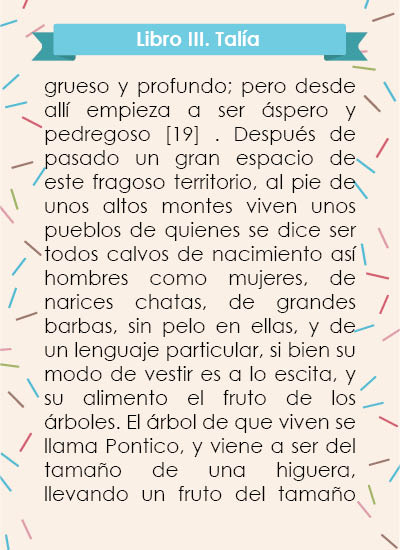 Libro III. Talía
grueso y profundo; pero desde
allí empieza a ser áspero y
pedregoso [19] . Después de
pasado un gran espacio de
este fragoso territorio, al pie de
unos altos montes viven unos
pueblos de quienes se dice ser
todos calvos de nacimiento así
hombres como mujeres, de
narices chatas, de grandes
barbas, sin pelo en ellas, y de
un lenguaje particular, si bien su
modo de vestir es a lo escita, y
su alimento el fruto de los
árboles. El árbol de que viven se
llama Pontico, y viene a ser del
tamaño de una higuera,
llevando un fruto del tamaño